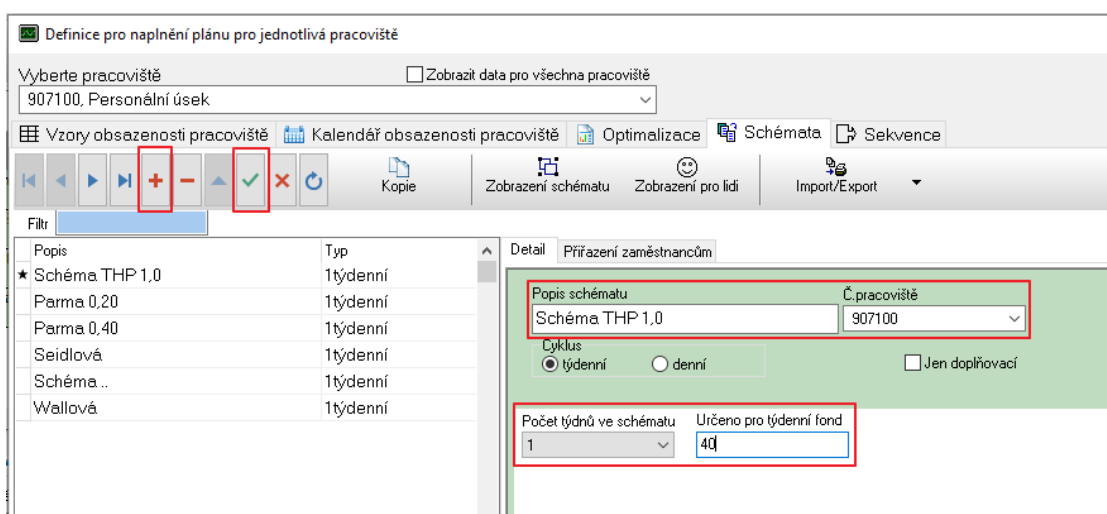 Definice pro naplnění plánu pro jednotlivá pracoviště
Vyberte pracoviště
Zobrazit data pro všechna pracoviště
907100, Personální úsek
Vzory obsazenosti pracoviště
Kalendář obsazenosti pracoviště
Optimalizace
Schémata
Sekvence
Kopie
Zobrazení schématu
Zobrazení pro lidi
Import/Export
Filtr
Popis
Typ
Schéma THP 1,0
1týdenní
Parma 0,20
1týdenní
Parma 0,40
1týdenní
Seidlová
1týdenní
Schéma ..
1týdenní
Wallová
1týdenní
Detail
Přiřazení zaměstnancům
Popis schématu
Č.pracoviště
Schéma THP 1,0
907100
Cyklus
týdenní
denní
Jen doplňovací
Počet týdnů ve schématu
Určeno pro týdenní fond
1
40